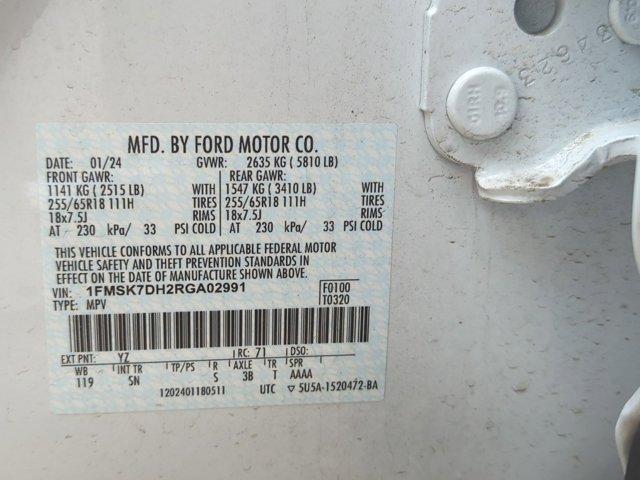 MFD. BY FORD MOTOR CO.
DATE: 01/24 GVWR: 2635 KG ( 5810 LB)
FRONT GAWR: REAR GAWR:
1141 KG ( 2515 LB) WITH 1547 KG ( 3410 LB) WITH
255/65R18 111H TIRES 255/65R18 111H TIRES
18x7.5J RIMS 18x7.5J RIMS
AT 230 kPa/ 33 PSI COLD AT 230 kPa/ 33 PSI COLD
THIS VEHICLE CONFORMS TO ALL APPLICABLE FEDERAL MOTOR
VEHICLE SAFETY AND THEFT PREVENTION STANDARDS IN
EFFECT ON THE DATE OF MANUFACTURE SHOWN ABOVE.
VIN: 1FMSK7DH2RGA02991 F0100
TYPE: MPV T0320
EXT PNT: YZ RC: 71 DSO:
WB INT TR TP/PS R AXLE TR SPR
119 SN S 3B T AAAA
1202401180511 UTC ▽ 5U5A-1520472-BA
34623
HIRJ